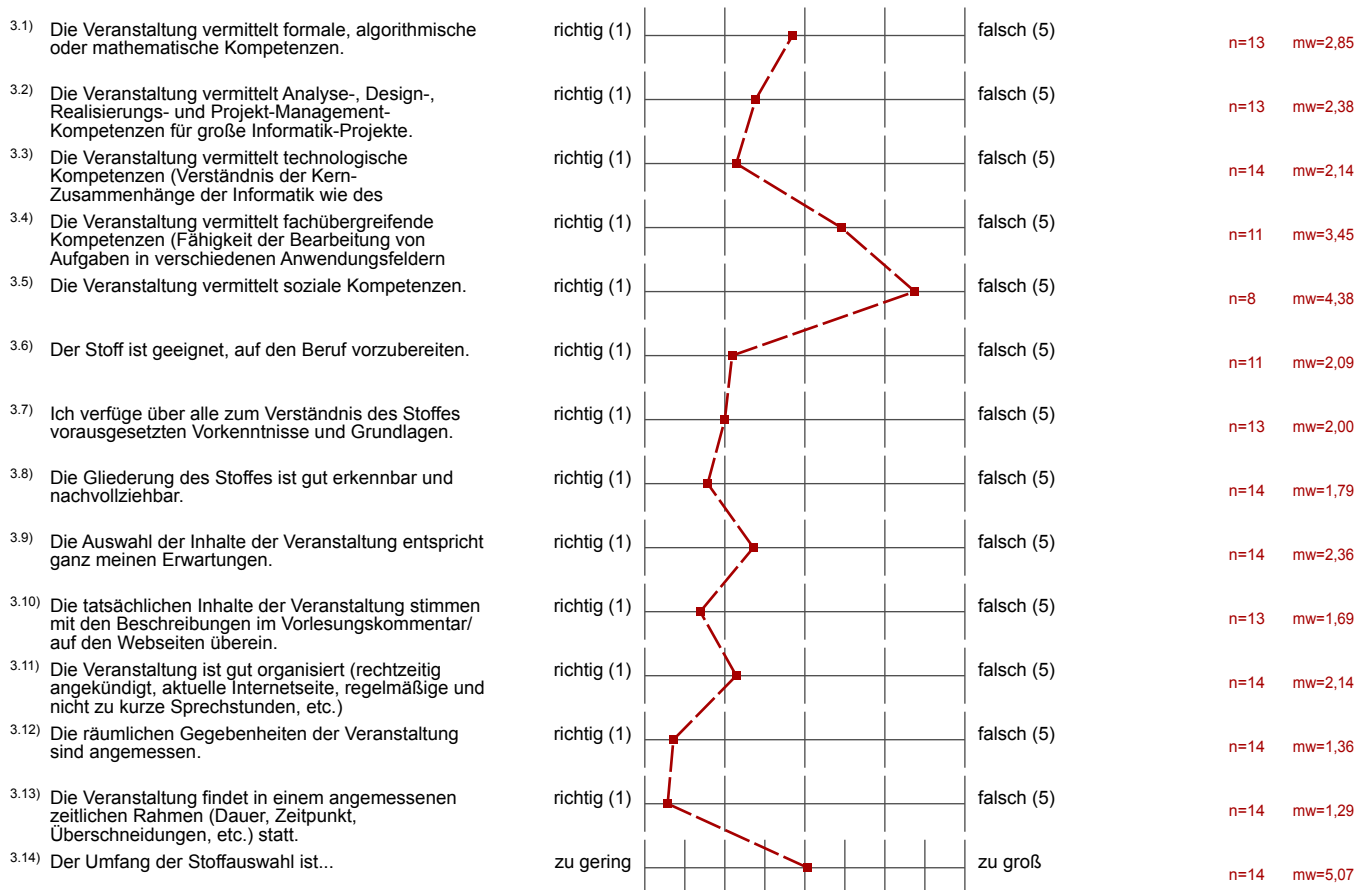 3.1) Die Veranstaltung vermittelt formale, algorithmische
oder mathematische Kompetenzen.
richtig (1) falsch (5) n=13 mw=2,85
3.2) Die Veranstaltung vermittelt Analyse-, Design-,
Realisierungs- und Projekt-Management-
Kompetenzen für große Informatik-Projekte.
richtig (1) falsch (5) n=13 mw=2,38
3.3) Die Veranstaltung vermittelt technologische
Kompetenzen (Verständnis der Kern-
Zusammenhänge der Informatik wie des
richtig (1) falsch (5) n=14 mw=2,14
3.4) Die Veranstaltung vermittelt fachübergreifende
Kompetenzen (Fähigkeit der Bearbeitung von
Aufgaben in verschiedenen Anwendungsfeldern
richtig (1) falsch (5) n=11 mw=3,45
3.5) Die Veranstaltung vermittelt soziale Kompetenzen.
richtig (1) falsch (5) n=8 mw=4,38
3.6) Der Stoff ist geeignet, auf den Beruf vorzubereiten.
richtig (1) falsch (5) n=11 mw=2,09
3.7) Ich verfüge über alle zum Verständnis des Stoffes
vorausgesetzten Vorkenntnisse und Grundlagen.
richtig (1) falsch (5) n=13 mw=2,00
3.8) Die Gliederung des Stoffes ist gut erkennbar und
nachvollziehbar.
richtig (1) falsch (5) n=14 mw=1,79
3.9) Die Auswahl der Inhalte der Veranstaltung entspricht
ganz meinen Erwartungen.
richtig (1) falsch (5) n=14 mw=2,36
3.10) Die tatsächlichen Inhalte der Veranstaltung stimmen
mit den Beschreibungen im Vorlesungskommentar/
auf den Webseiten überein.
richtig (1) falsch (5) n=13 mw=1,69
3.11) Die Veranstaltung ist gut organisiert (rechtzeitig
angekündigt, aktuelle Internetseite, regelmäßige und
nicht zu kurze Sprechstunden, etc.)
richtig (1) falsch (5) n=14 mw=2,14
3.12) Die räumlichen Gegebenheiten der Veranstaltung
sind angemessen.
richtig (1) falsch (5) n=14 mw=1,36
3.13) Die Veranstaltung findet in einem angemessenen
zeitlichen Rahmen (Dauer, Zeitpunkt,
Überschneidungen, etc.) statt.
richtig (1) falsch (5) n=14 mw=1,29
3.14) Der Umfang der Stoffauswahl ist...
zu gering zu groß n=14 mw=5,07